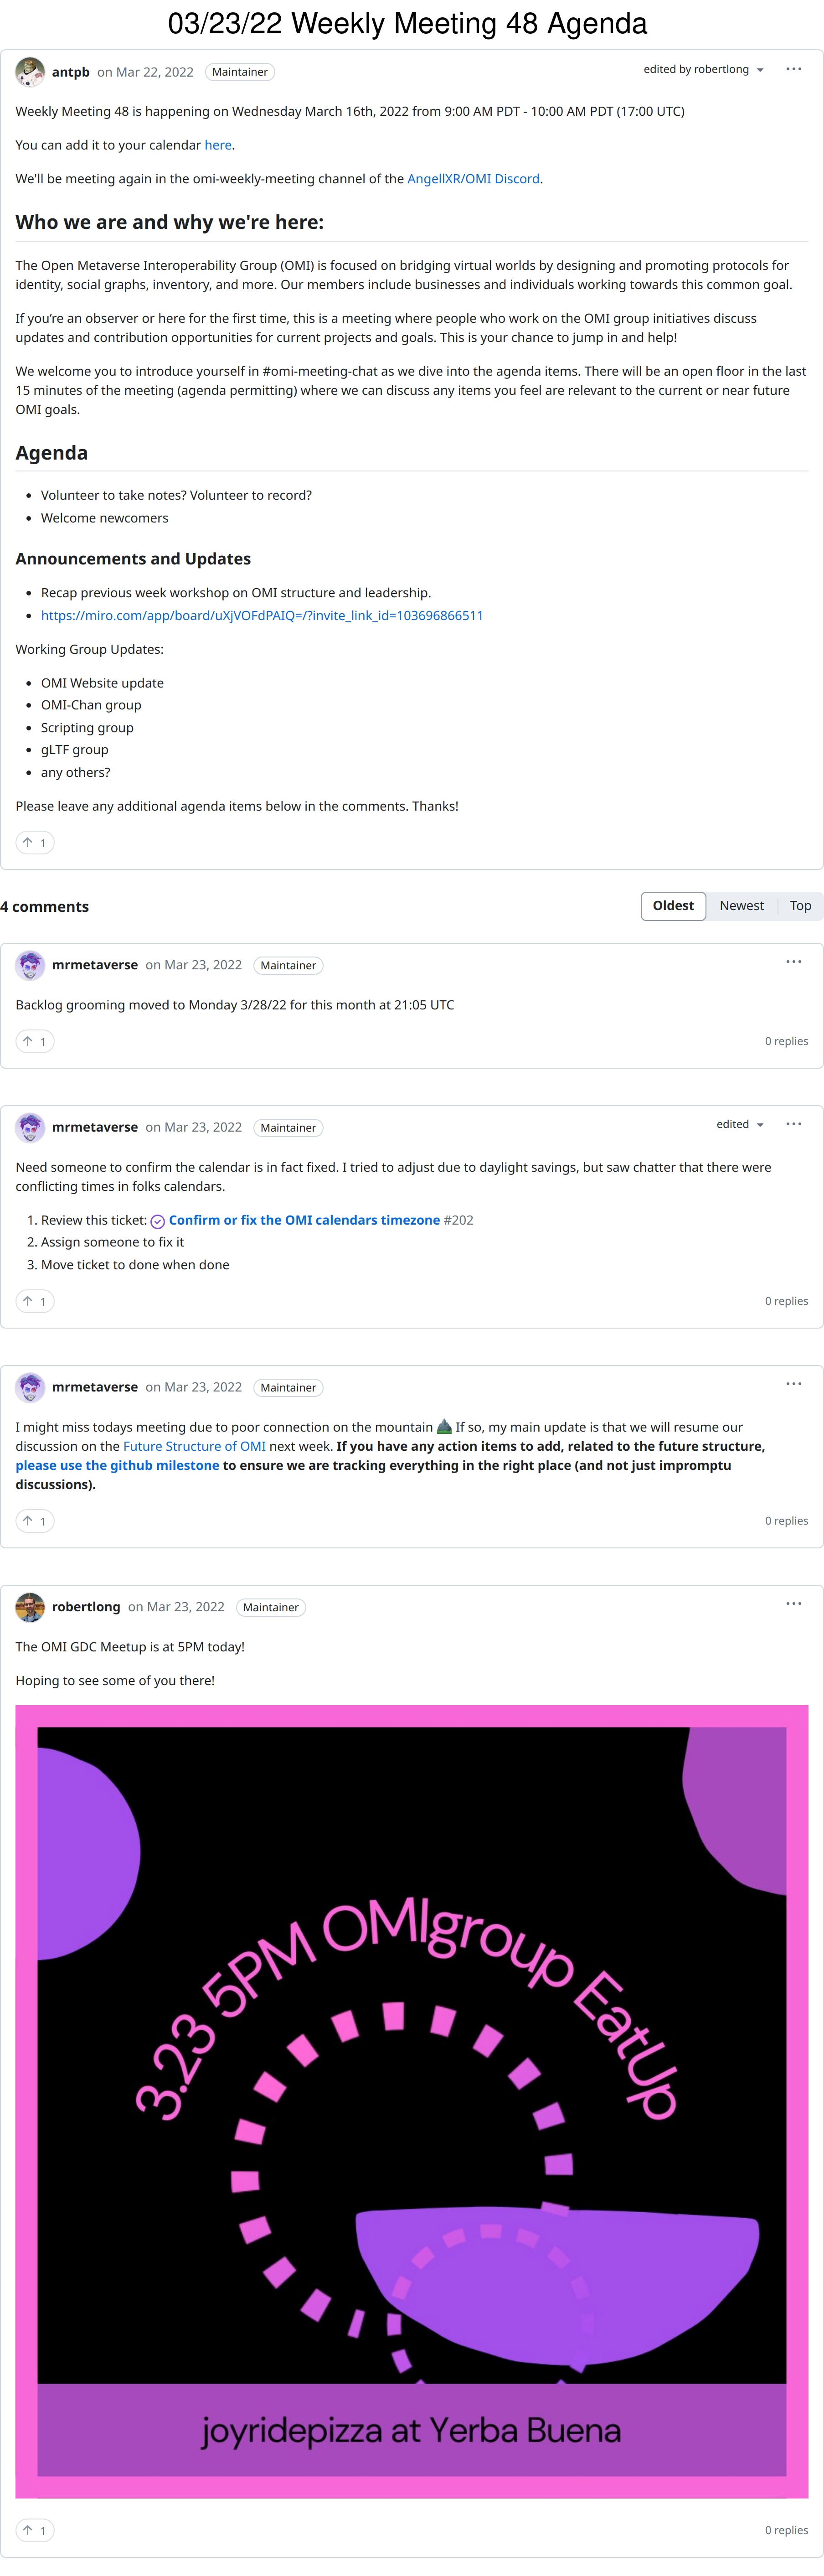 03/23/22 Weekly Meeting 48 Agenda
antpb on Mar 22, 2022 Maintainer edited by robertlong
Weekly Meeting 48 is happening on Wednesday March 16th, 2022 from 9:00 AM PDT - 10:00 AM PDT (17:00 UTC)
You can add it to your calendar here.
We'll be meeting again in the omi-weekly-meeting channel of the AngellXR/OMI Discord.
Who we are and why we're here:
The Open Metaverse Interoperability Group (OMI) is focused on bridging virtual worlds by designing and promoting protocols for
identity, social graphs, inventory, and more. Our members include businesses and individuals working towards this common goal.
If you’re an observer or here for the first time, this is a meeting where people who work on the OMI group initiatives discuss
updates and contribution opportunities for current projects and goals. This is your chance to jump in and help!
We welcome you to introduce yourself in #omi-meeting-chat as we dive into the agenda items. There will be an open floor in the last
15 minutes of the meeting (agenda permitting) where we can discuss any items you feel are relevant to the current or near future
OMI goals.
Agenda
• Volunteer to take notes? Volunteer to record?
• Welcome newcomers
Announcements and Updates
• Recap previous week workshop on OMI structure and leadership.
• https://miro.com/app/board/uXjVOFdPAIQ=/?invite_link_id=103696866511
Working Group Updates:
• OMI Website update
• OMI-Chan group
• Scripting group
• gLTF group
• any others?
Please leave any additional agenda items below in the comments. Thanks!
↑ 1
4 comments Oldest Newest Top
mrmetaverse on Mar 23, 2022 Maintainer
Backlog grooming moved to Monday 3/28/22 for this month at 21:05 UTC
↑ 1 0 replies
mrmetaverse on Mar 23, 2022 Maintainer edited
Need someone to confirm the calendar is in fact fixed. I tried to adjust due to daylight savings, but saw chatter that there were
conflicting times in folks calendars.
1. Review this ticket: Confirm or fix the OMI calendars timezone #202
2. Assign someone to fix it
3. Move ticket to done when done
↑ 1 0 replies
mrmetaverse on Mar 23, 2022 Maintainer
I might miss todays meeting due to poor connection on the mountain ⛰️ If so, my main update is that we will resume our
discussion on the Future Structure of OMI next week. If you have any action items to add, related to the future structure,
please use the github milestone to ensure we are tracking everything in the right place (and not just impromptu
discussions).
↑ 1 0 replies
robertlong on Mar 23, 2022 Maintainer
The OMI GDC Meetup is at 5PM today!
Hoping to see some of you there!
3.23 5PM OMIgroup EatUp
joyridepizza at Yerba Buena
↑ 1 0 replies